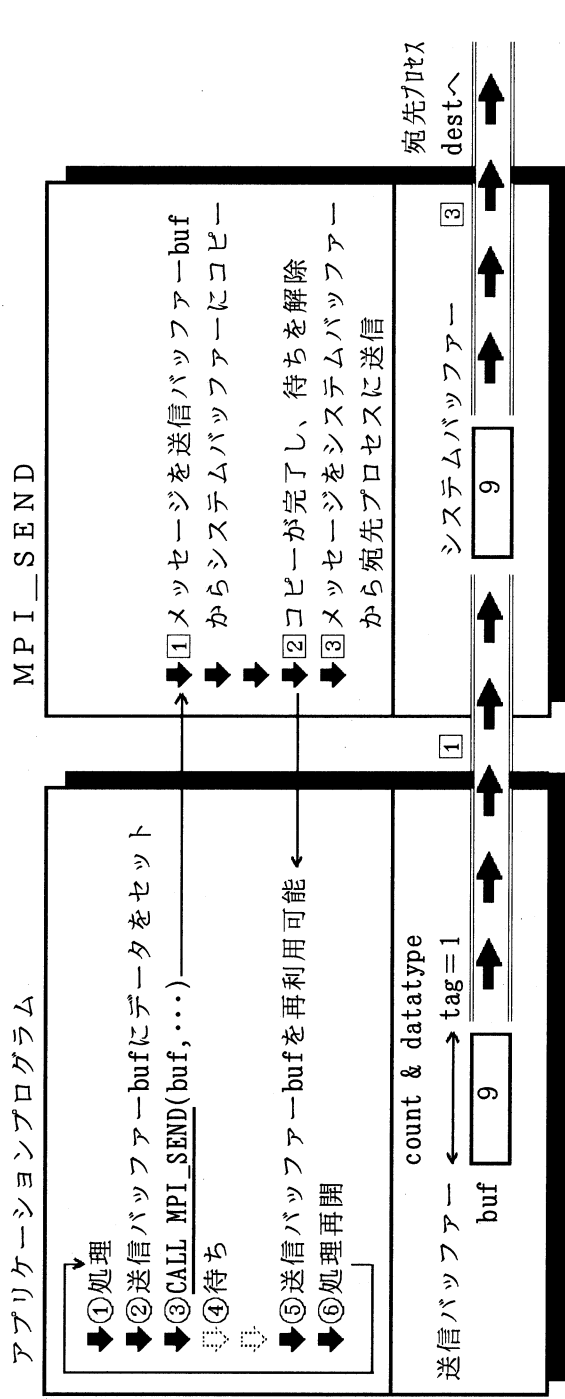 アプリケーションプログラム
①処理
②送信バッファーbufにデータをセット
③CALL MPI_SEND(buf,・・・)
④待ち
⑤送信バッファーbufを再利用可能
⑥処理再開
count & datatype
送信バッファー
tag=1
buf
9
MPI_SEND
1 メッセージを送信バッファーbuf
からシステムバッファーにコピー
2 コピーが完了し、待ちを解除
3 メッセージをシステムバッファー
から宛先プロセスに送信
1
システムバッファー
9
3
宛先プロセス
destへ